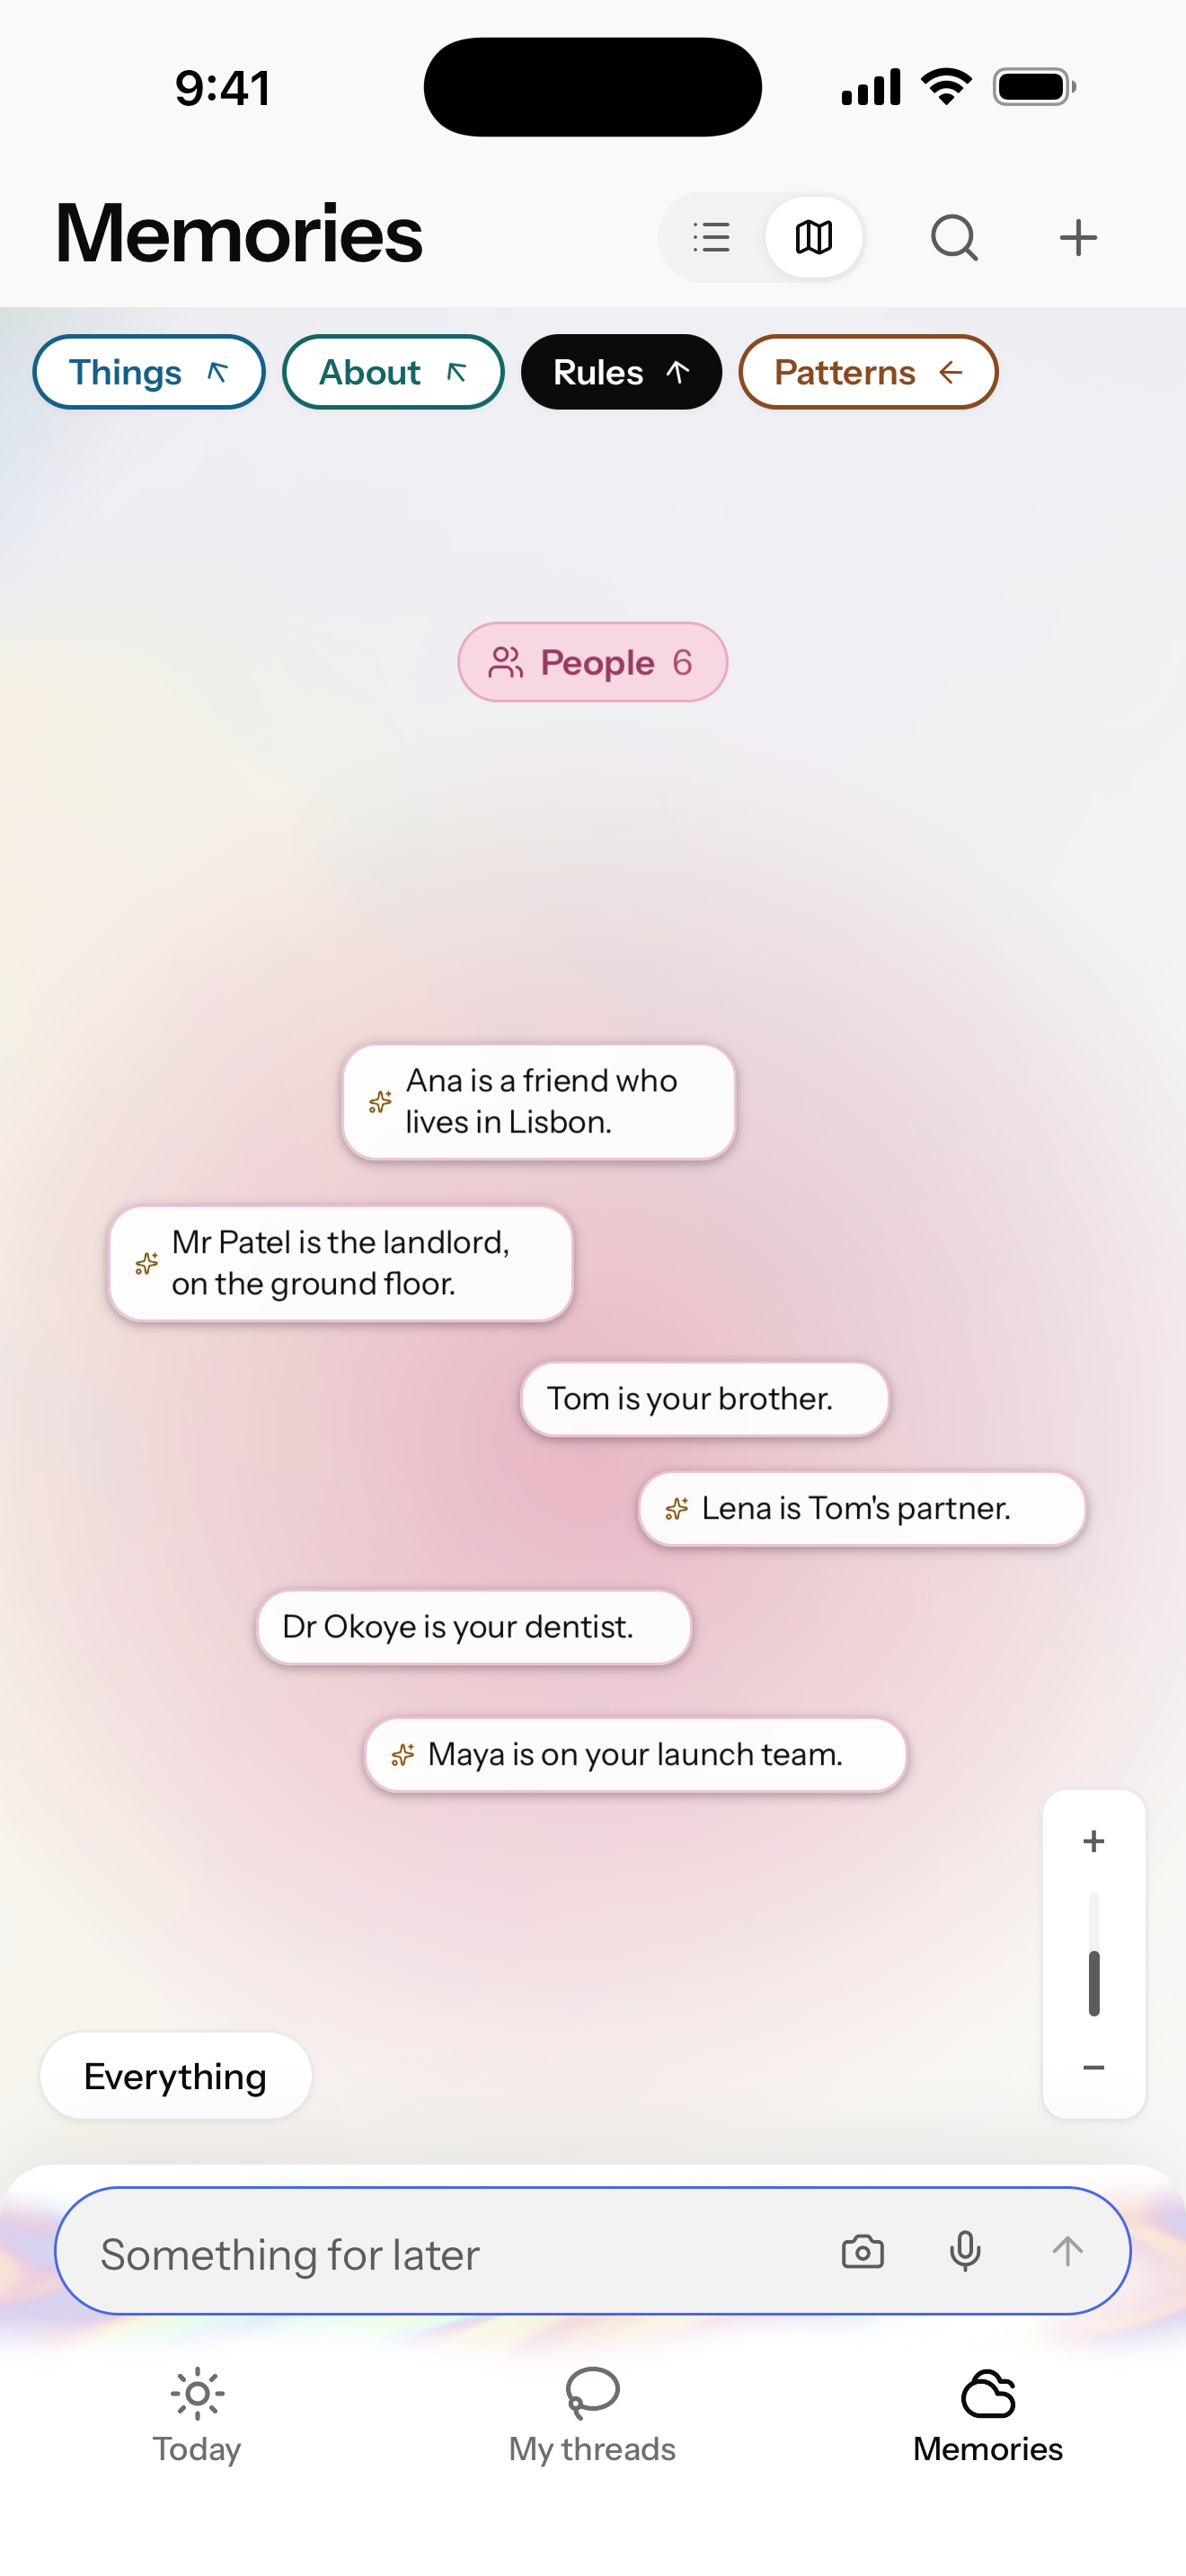 9:41
Memories
Things
About
Rules
Patterns
People 6
Ana is a friend who
lives in Lisbon.
Mr Patel is the landlord,
on the ground floor.
Tom is your brother.
Lena is Tom's partner.
Dr Okoye is your dentist.
Maya is on your launch team.
Everything
Something for later
Today
My threads
Memories